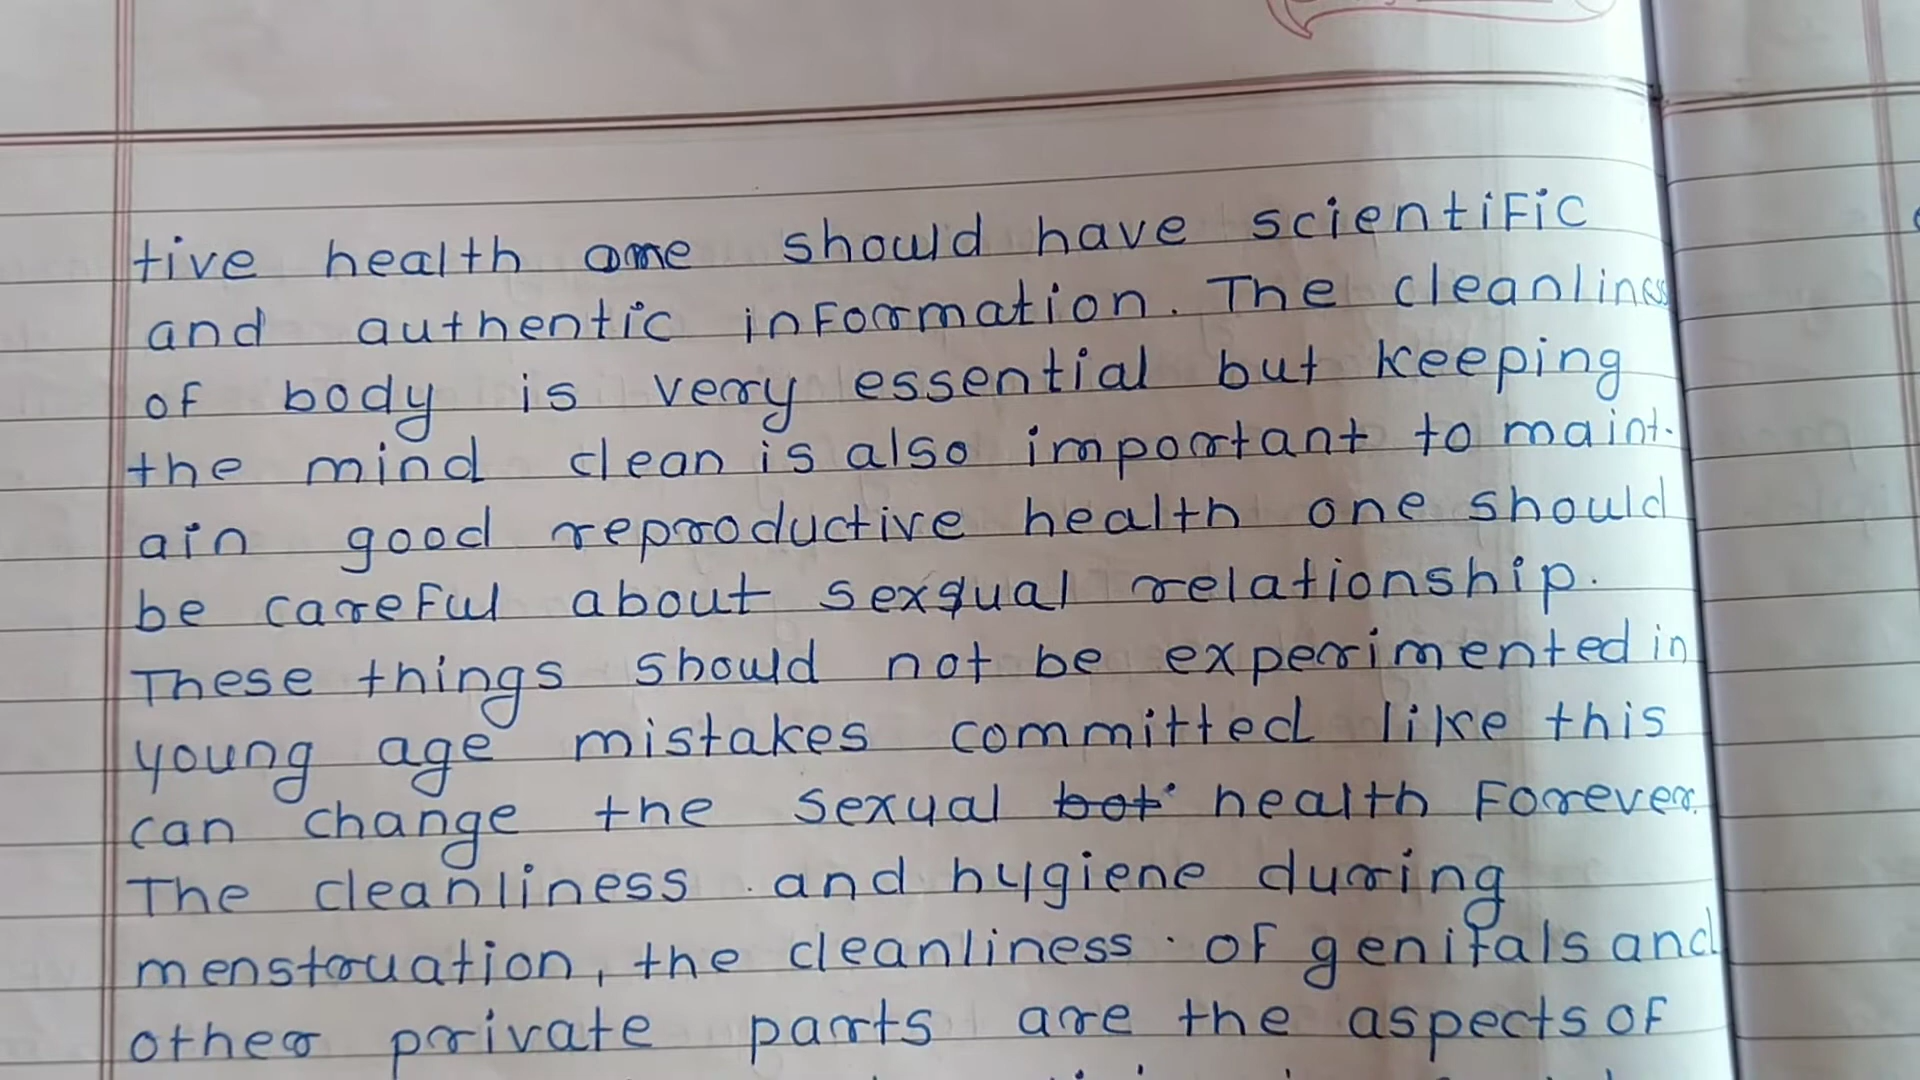 tive health one should have scientific
and authentic information. The cleanliness
of body is very essential but keeping
the mind clean is also important to maint-
ain good reproductive health one should
be careful about sexsual relationship.
These things should not be experimented in
young age mistakes committed like this
can change the sexual bot health Forever.
The cleanliness and hygiene during
menstruation, the cleanliness of genitals and
other private parts are the aspects of